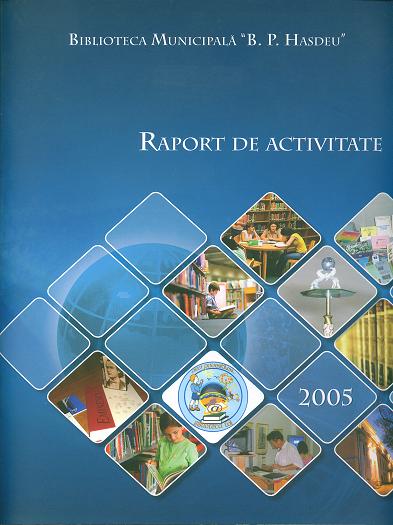 BIBLIOTECA MUNICIPALĂ "B. P. HASDEU"
RAPORT DE ACTIVITATE
2005